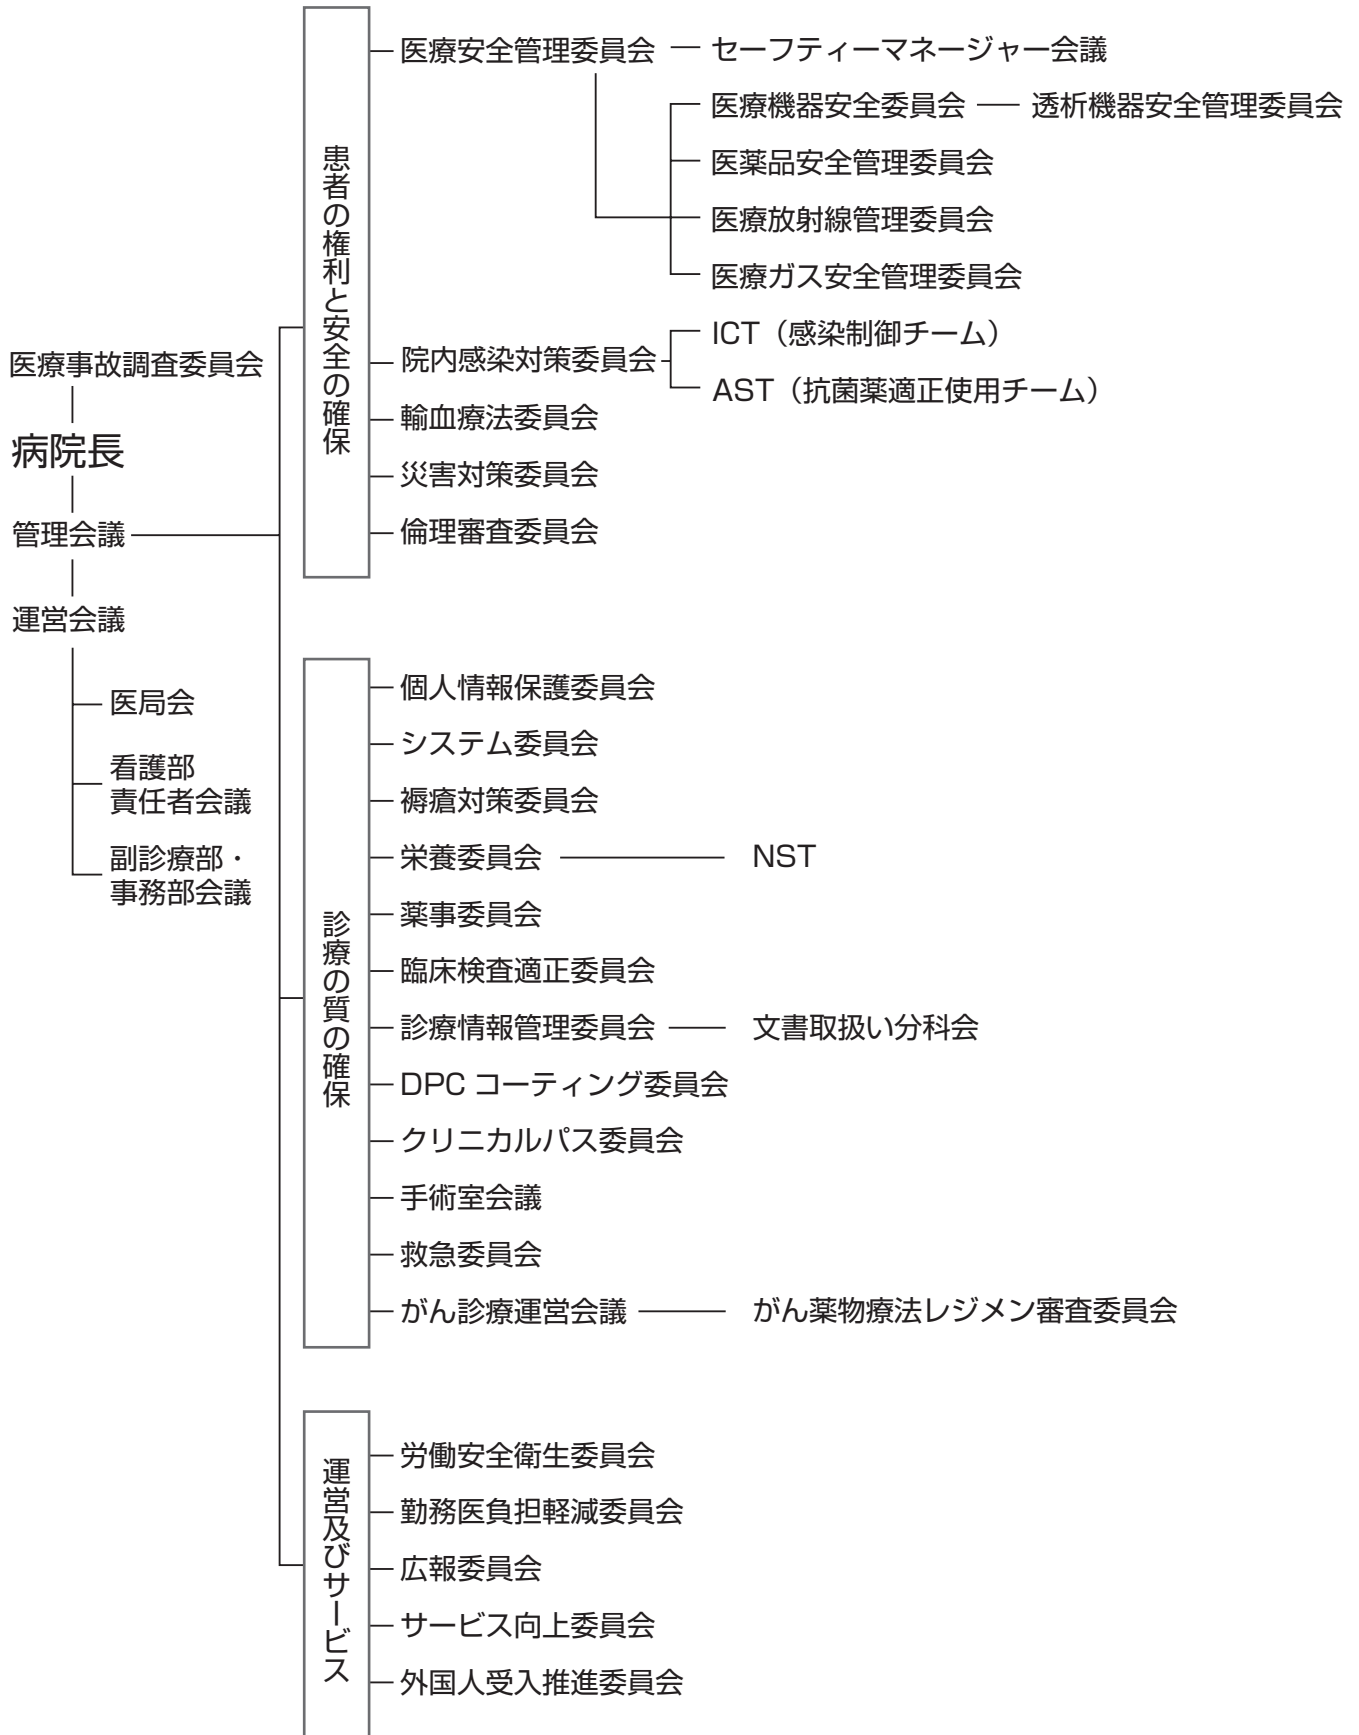 医療事故調査委員会
病院長
管理会議
運営会議
医局会
看護部
責任者会議
副診療部・
事務部会議
患者の権利と安全の確保
医療安全管理委員会
セーフティーマネージャー会議
医療機器安全委員会
透析機器安全管理委員会
医薬品安全管理委員会
医療放射線管理委員会
医療ガス安全管理委員会
院内感染対策委員会
ICT（感染制御チーム）
AST（抗菌薬適正使用チーム）
輸血療法委員会
災害対策委員会
倫理審査委員会
診療の質の確保
個人情報保護委員会
システム委員会
褥瘡対策委員会
栄養委員会
NST
薬事委員会
臨床検査適正委員会
診療情報管理委員会
文書取扱い分科会
DPC コーティング委員会
クリニカルパス委員会
手術室会議
救急委員会
がん診療運営会議
がん薬物療法レジメン審査委員会
運営及びサービス
労働安全衛生委員会
勤務医負担軽減委員会
広報委員会
サービス向上委員会
外国人受入推進委員会